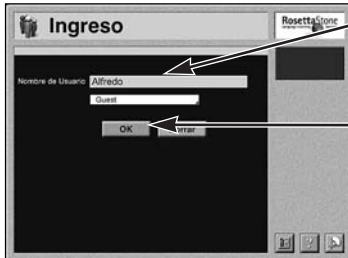 Ingreso
RosettaStone
Nombre de Usuario Alfredo
Guest
OK